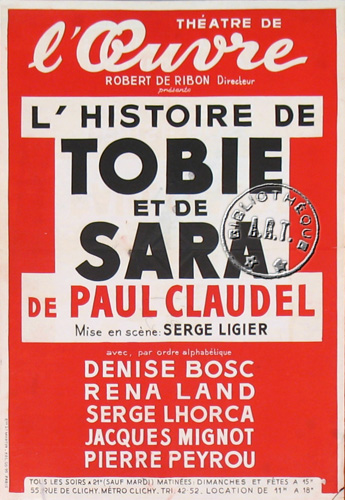 THÉATRE DE
l'Œuvre
ROBERT DE RIBON Directeur
présente
L'HISTOIRE DE
TOBIE
ET DE
SARA
BIBLIOTHÈQUE
A.R.T.
DE PAUL CLAUDEL
Mise en scène: SERGE LIGIER
avec, par ordre alphabétique
DENISE BOSC
RENA LAND
SERGE LHORCA
JACQUES MIGNOT
PIERRE PEYROU
TOUS LES SOIRS A 21H (SAUF MARDI) MATINÉES: DIMANCHES ET FÊTES A 15H
55 RUE DE CLICHY. MÉTRO CLICHY. TRI: 42-52. LOCATION DE 11H A 18H